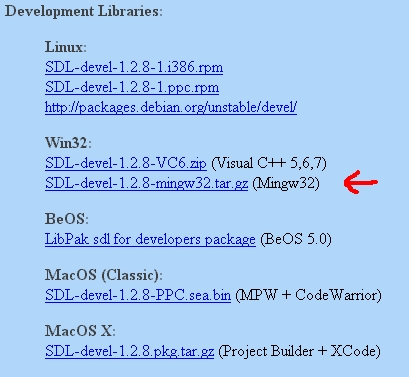 Development Libraries:
Linux:
SDL-devel-1.2.8-1.i386.rpm
SDL-devel-1.2.8-1.ppc.rpm
http://packages.debian.org/unstable/devel/
Win32:
SDL-devel-1.2.8-VC6.zip (Visual C++ 5,6,7)
SDL-devel-1.2.8-mingw32.tar.gz (Mingw32)
BeOS:
LibPak sdl for developers package (BeOS 5.0)
MacOS (Classic):
SDL-devel-1.2.8-PPC.sea.bin (MPW + CodeWarrior)
MacOS X:
SDL-devel-1.2.8.pkg.tar.gz (Project Builder + XCode)